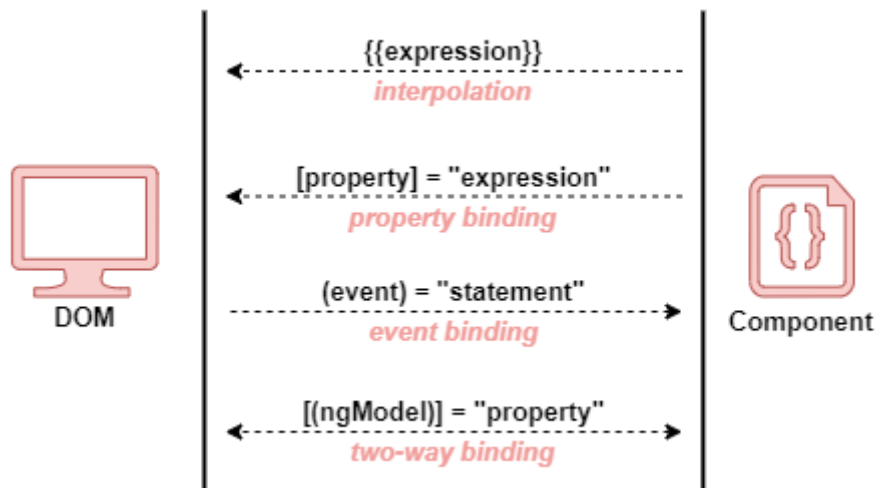 {{expression}}
interpolation
[property] = "expression"
property binding
(event) = "statement"
event binding
[(ngModel)] = "property"
two-way binding
DOM
{}
Component